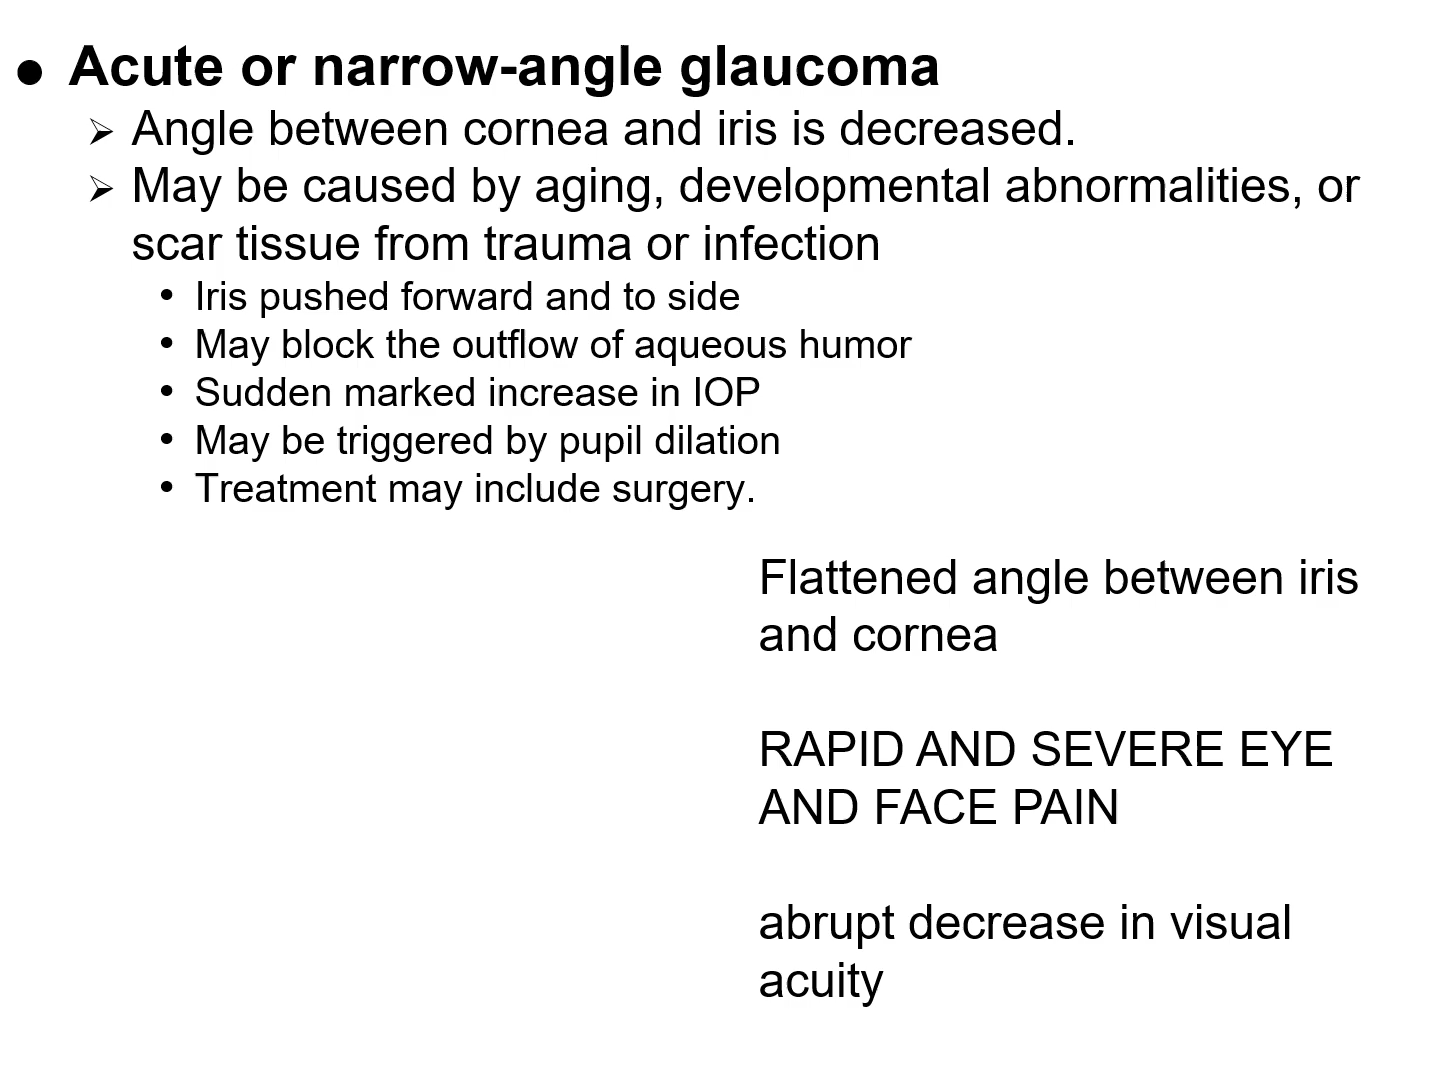 ● Acute or narrow-angle glaucoma
➢ Angle between cornea and iris is decreased.
➢ May be caused by aging, developmental abnormalities, or
scar tissue from trauma or infection
• Iris pushed forward and to side
• May block the outflow of aqueous humor
• Sudden marked increase in IOP
• May be triggered by pupil dilation
• Treatment may include surgery.
Flattened angle between iris
and cornea
RAPID AND SEVERE EYE
AND FACE PAIN
abrupt decrease in visual
acuity